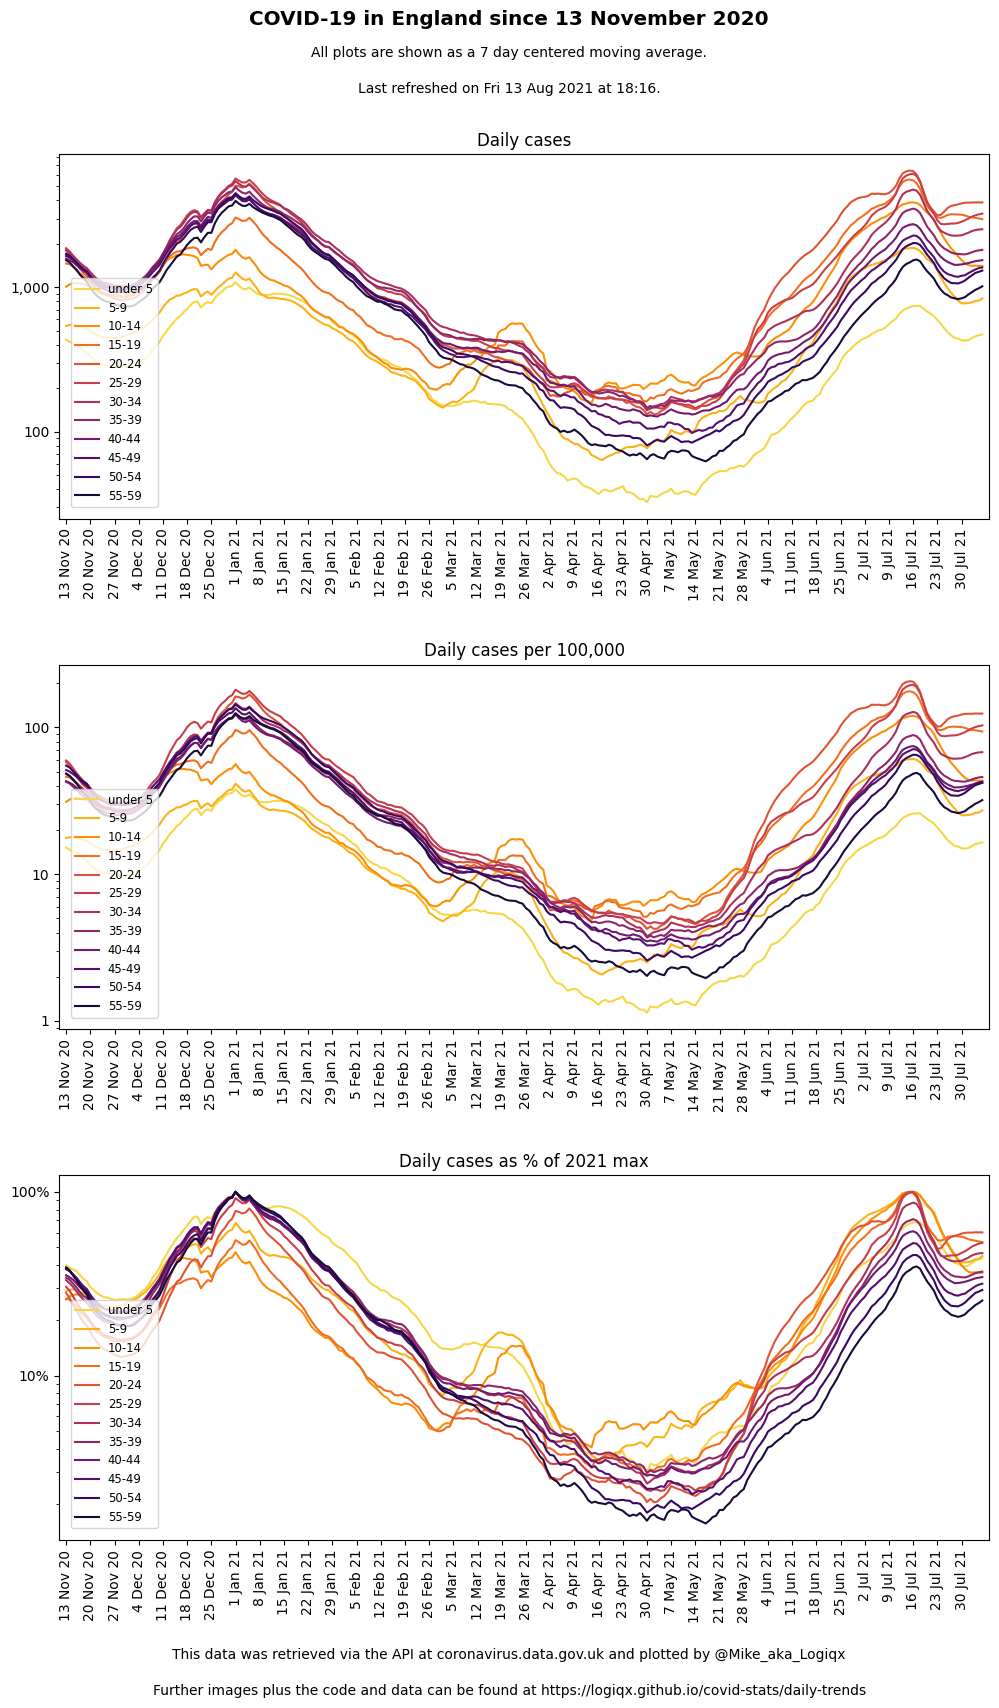 COVID-19 in England since 13 November 2020
All plots are shown as a 7 day centered moving average.
Last refreshed on Fri 13 Aug 2021 at 18:16.
Daily cases
1,000
100
under 5
5-9
10-14
15-19
20-24
25-29
30-34
35-39
40-44
45-49
50-54
55-59
13 Nov 20
20 Nov 20
27 Nov 20
4 Dec 20
11 Dec 20
18 Dec 20
25 Dec 20
1 Jan 21
8 Jan 21
15 Jan 21
22 Jan 21
29 Jan 21
5 Feb 21
12 Feb 21
19 Feb 21
26 Feb 21
5 Mar 21
12 Mar 21
19 Mar 21
26 Mar 21
2 Apr 21
9 Apr 21
16 Apr 21
23 Apr 21
30 Apr 21
7 May 21
14 May 21
21 May 21
28 May 21
4 Jun 21
11 Jun 21
18 Jun 21
25 Jun 21
2 Jul 21
9 Jul 21
16 Jul 21
23 Jul 21
30 Jul 21
Daily cases per 100,000
100
10
1
under 5
5-9
10-14
15-19
20-24
25-29
30-34
35-39
40-44
45-49
50-54
55-59
13 Nov 20
20 Nov 20
27 Nov 20
4 Dec 20
11 Dec 20
18 Dec 20
25 Dec 20
1 Jan 21
8 Jan 21
15 Jan 21
22 Jan 21
29 Jan 21
5 Feb 21
12 Feb 21
19 Feb 21
26 Feb 21
5 Mar 21
12 Mar 21
19 Mar 21
26 Mar 21
2 Apr 21
9 Apr 21
16 Apr 21
23 Apr 21
30 Apr 21
7 May 21
14 May 21
21 May 21
28 May 21
4 Jun 21
11 Jun 21
18 Jun 21
25 Jun 21
2 Jul 21
9 Jul 21
16 Jul 21
23 Jul 21
30 Jul 21
Daily cases as % of 2021 max
100%
10%
under 5
5-9
10-14
15-19
20-24
25-29
30-34
35-39
40-44
45-49
50-54
55-59
13 Nov 20
20 Nov 20
27 Nov 20
4 Dec 20
11 Dec 20
18 Dec 20
25 Dec 20
1 Jan 21
8 Jan 21
15 Jan 21
22 Jan 21
29 Jan 21
5 Feb 21
12 Feb 21
19 Feb 21
26 Feb 21
5 Mar 21
12 Mar 21
19 Mar 21
26 Mar 21
2 Apr 21
9 Apr 21
16 Apr 21
23 Apr 21
30 Apr 21
7 May 21
14 May 21
21 May 21
28 May 21
4 Jun 21
11 Jun 21
18 Jun 21
25 Jun 21
2 Jul 21
9 Jul 21
16 Jul 21
23 Jul 21
30 Jul 21
This data was retrieved via the API at coronavirus.data.gov.uk and plotted by @Mike_aka_Logiqx
Further images plus the code and data can be found at https://logiqx.github.io/covid-stats/daily-trends